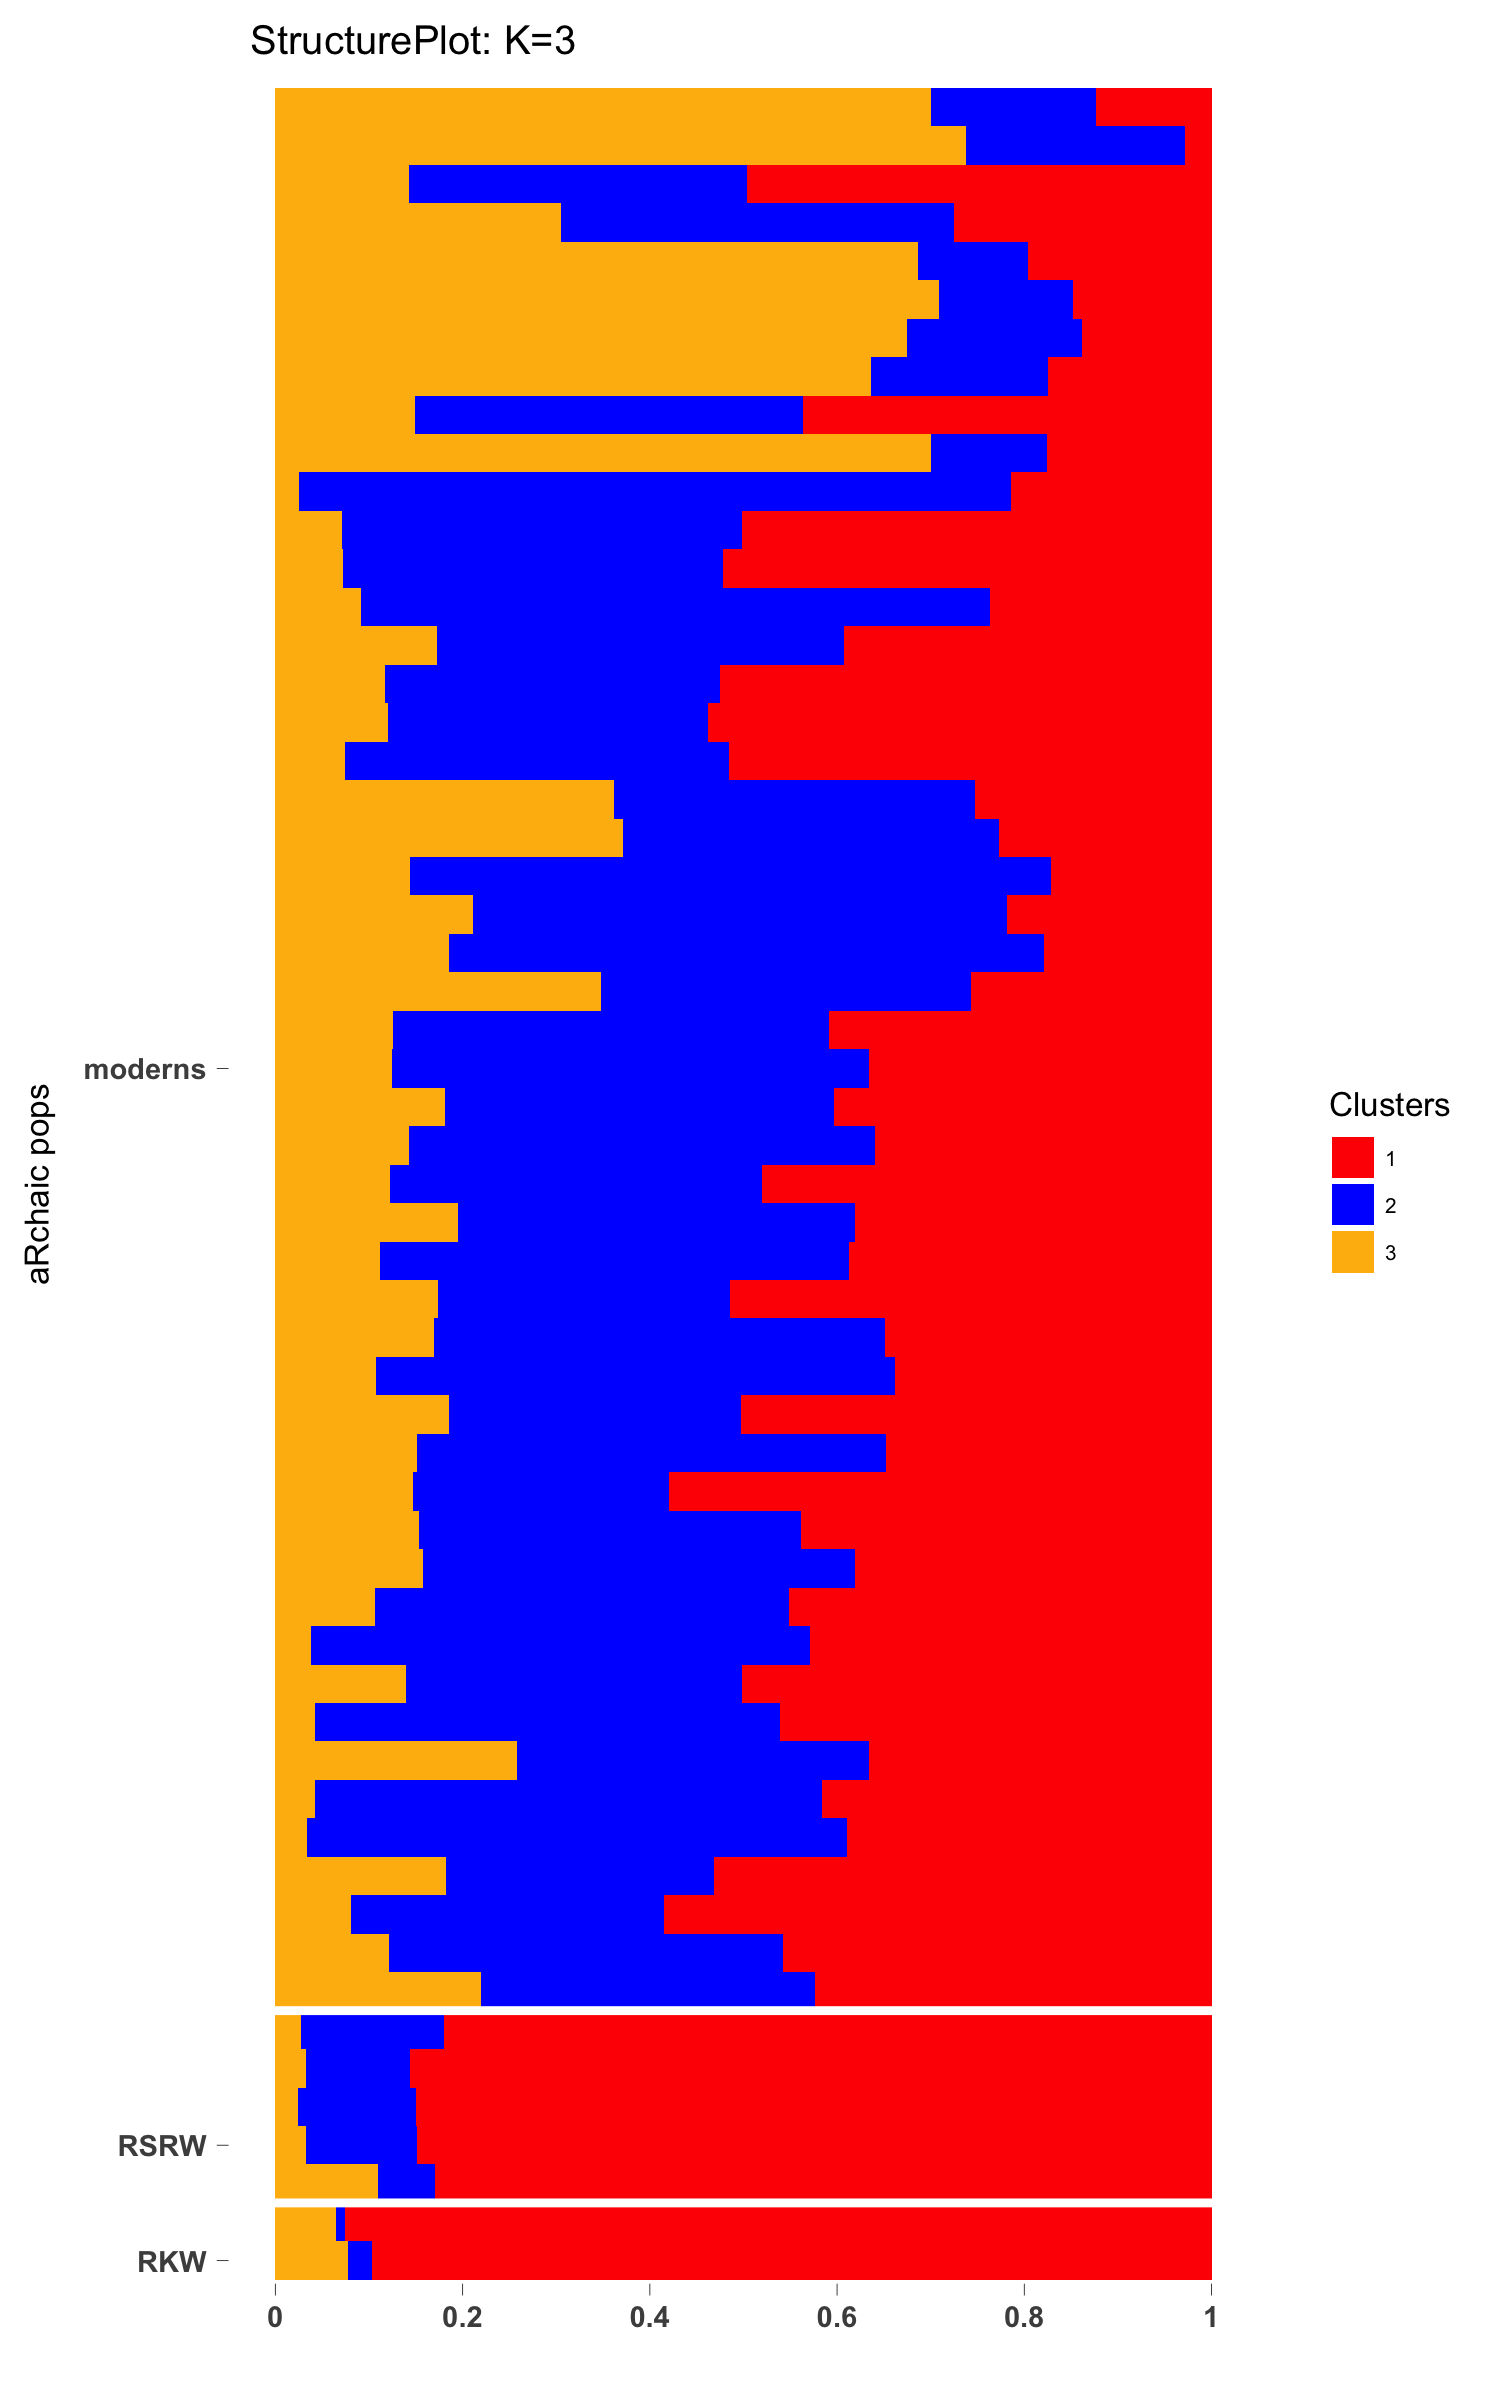 StructurePlot: K=3
aRchaic pops
moderns
RSRW
RKW
Clusters
1
2
3
0 0.2 0.4 0.6 0.8 1